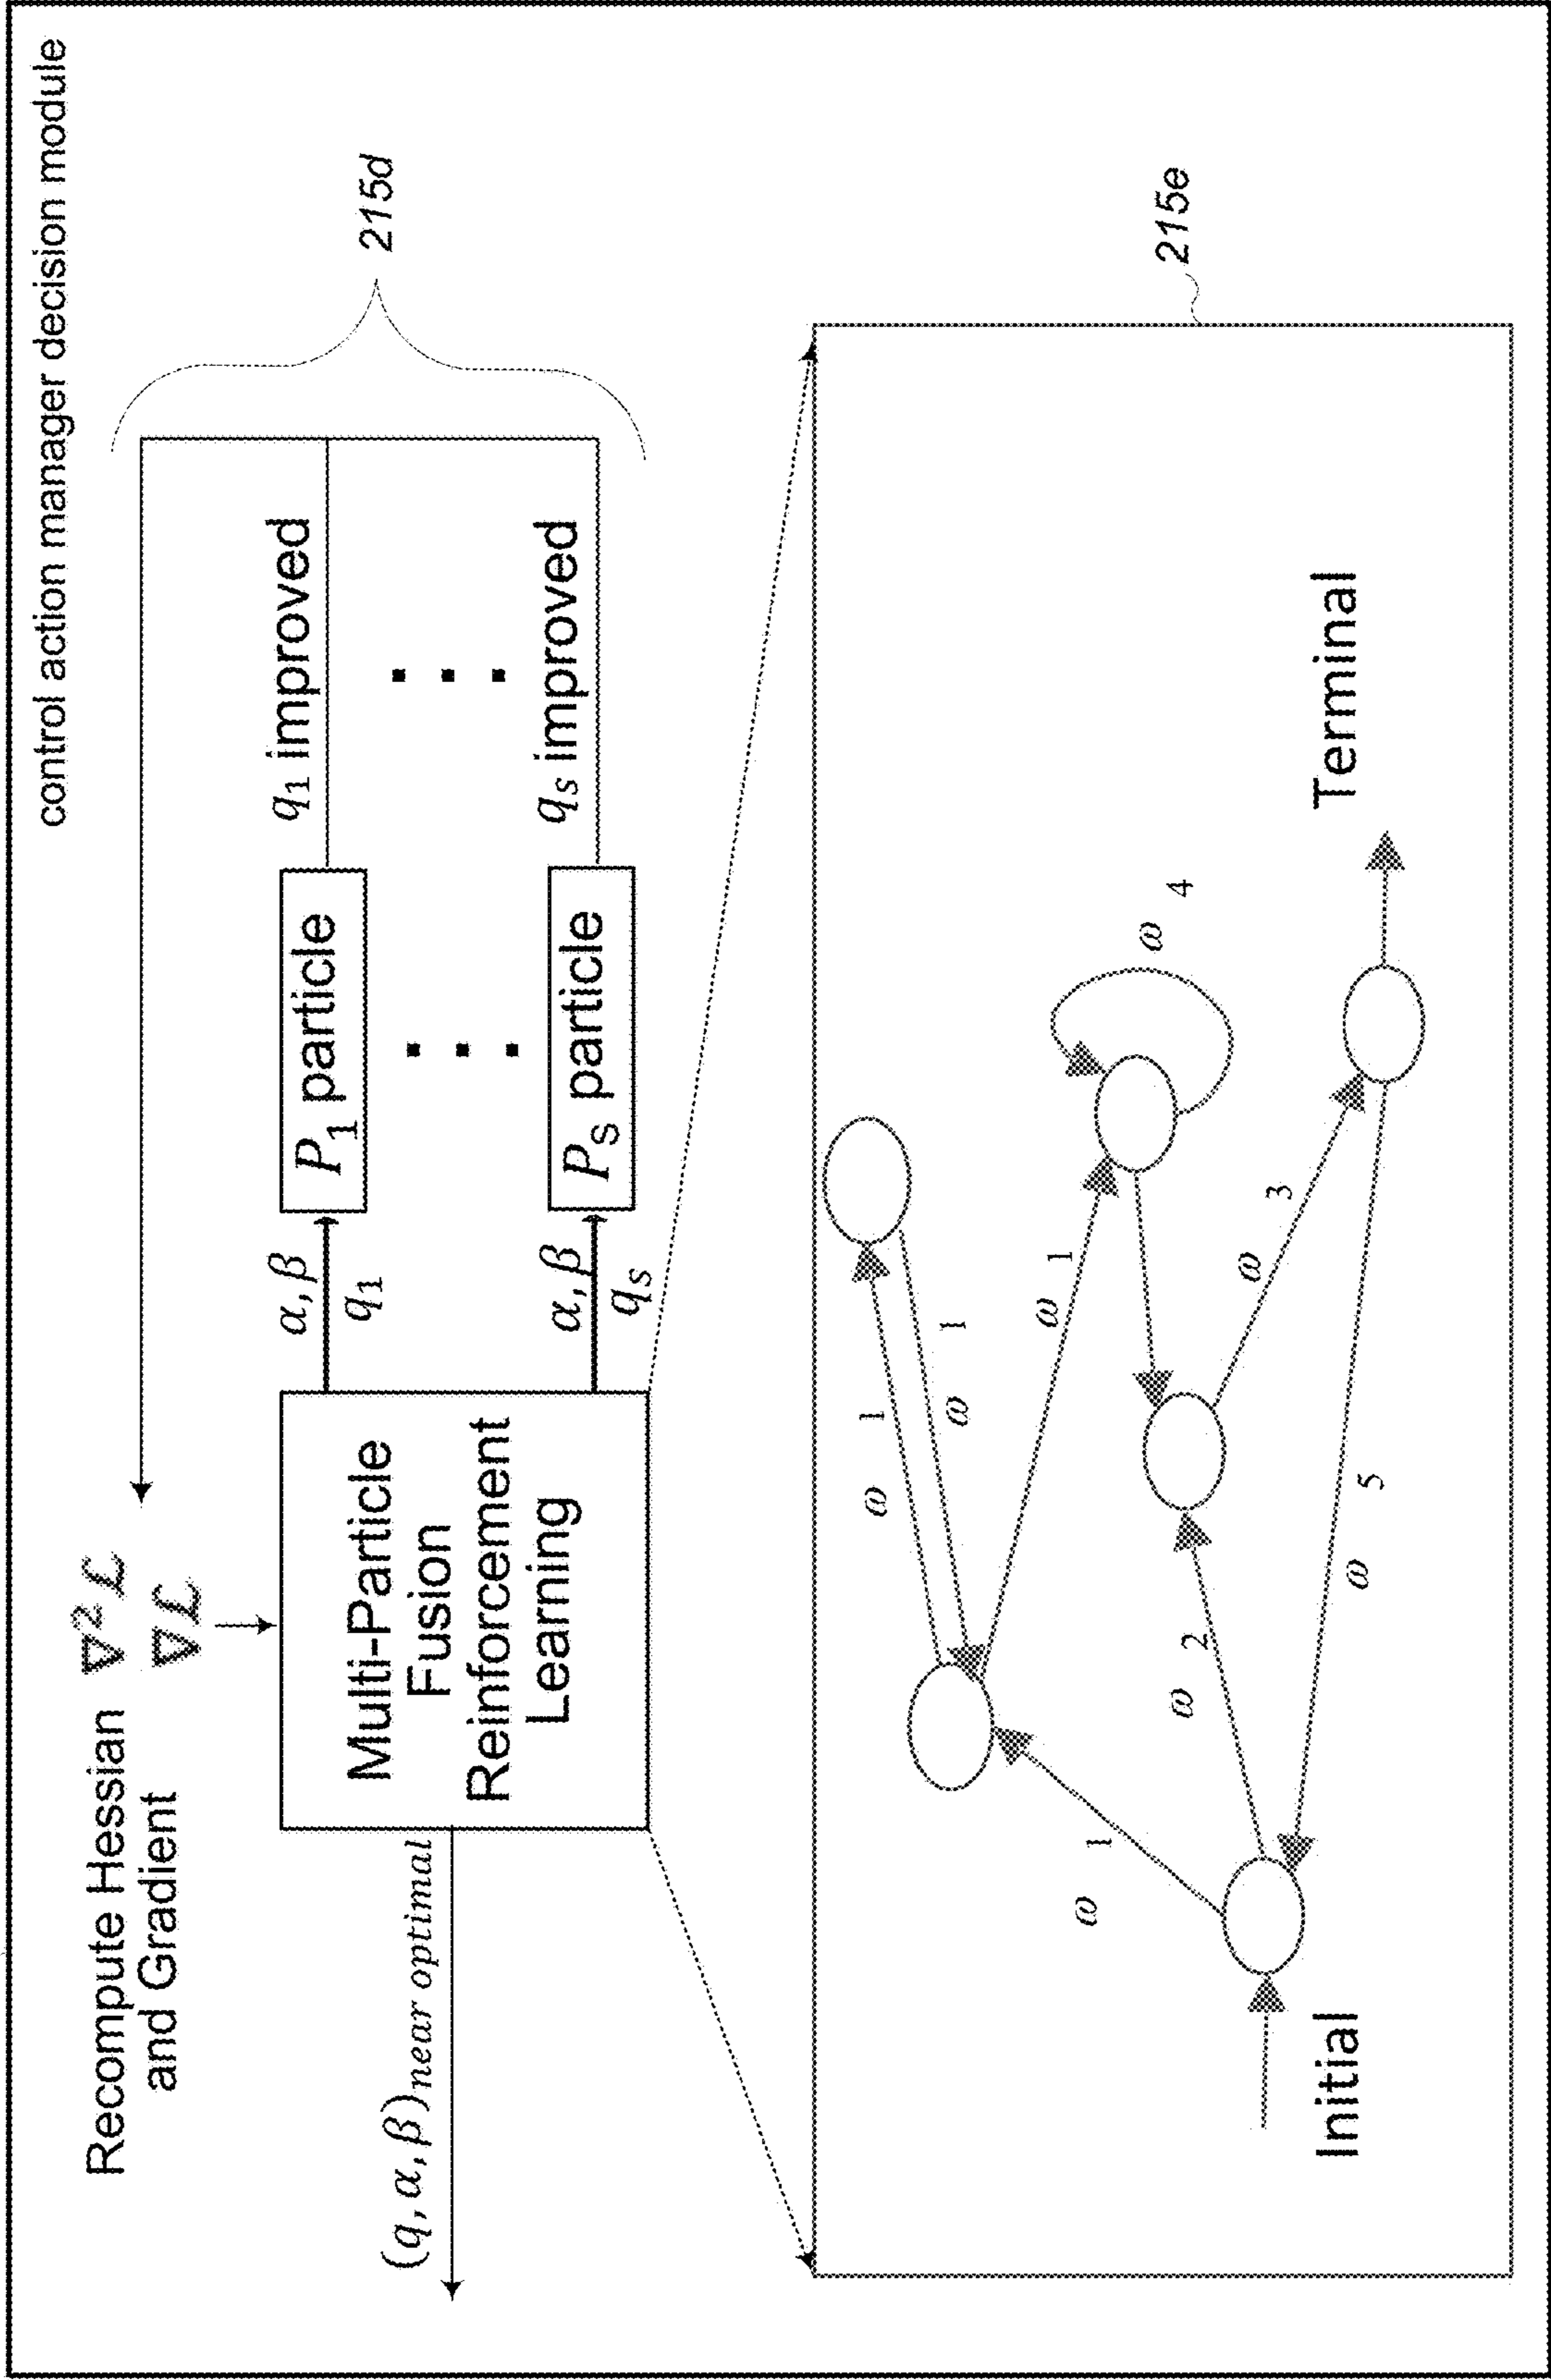 control action manager decision module
Recompute Hessian
and Gradient
∇² £
∇£
215d
(q, α, β)near optimal
Multi-Particle
Fusion
Reinforcement
Learning
α, β
q₁
P₁ particle
q₁ improved
α, β
qₛ
Pₛ particle
qₛ improved
215e
ω 1
ω 1
ω 1
ω 1
ω 4
ω 2
ω 3
ω 5
Initial
Terminal